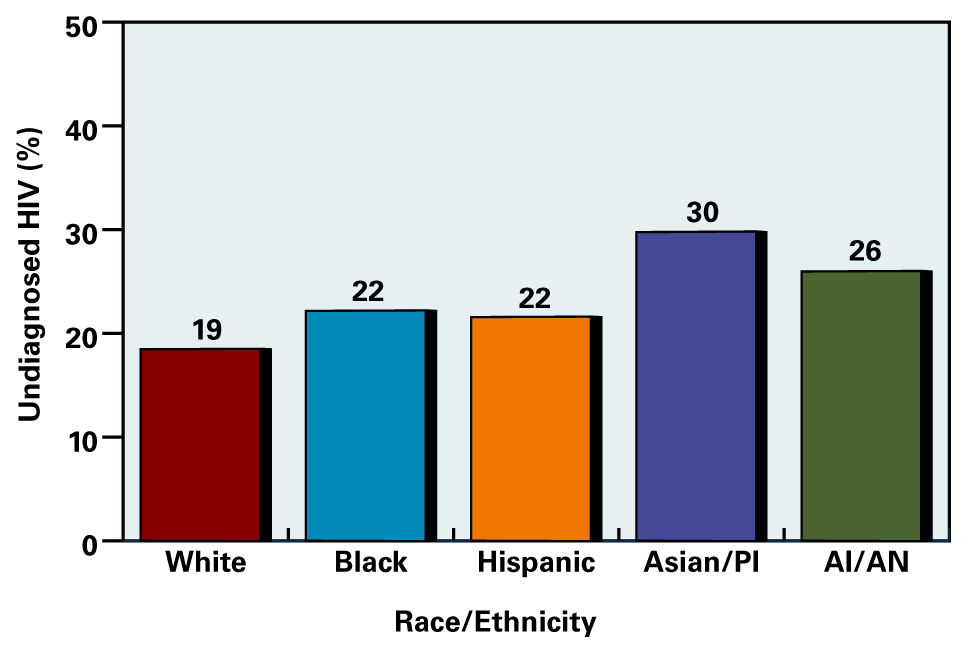 50
40
30
20
10
0
Undiagnosed HIV (%)
19
22
22
30
26
White
Black
Hispanic
Asian/PI
AI/AN
Race/Ethnicity